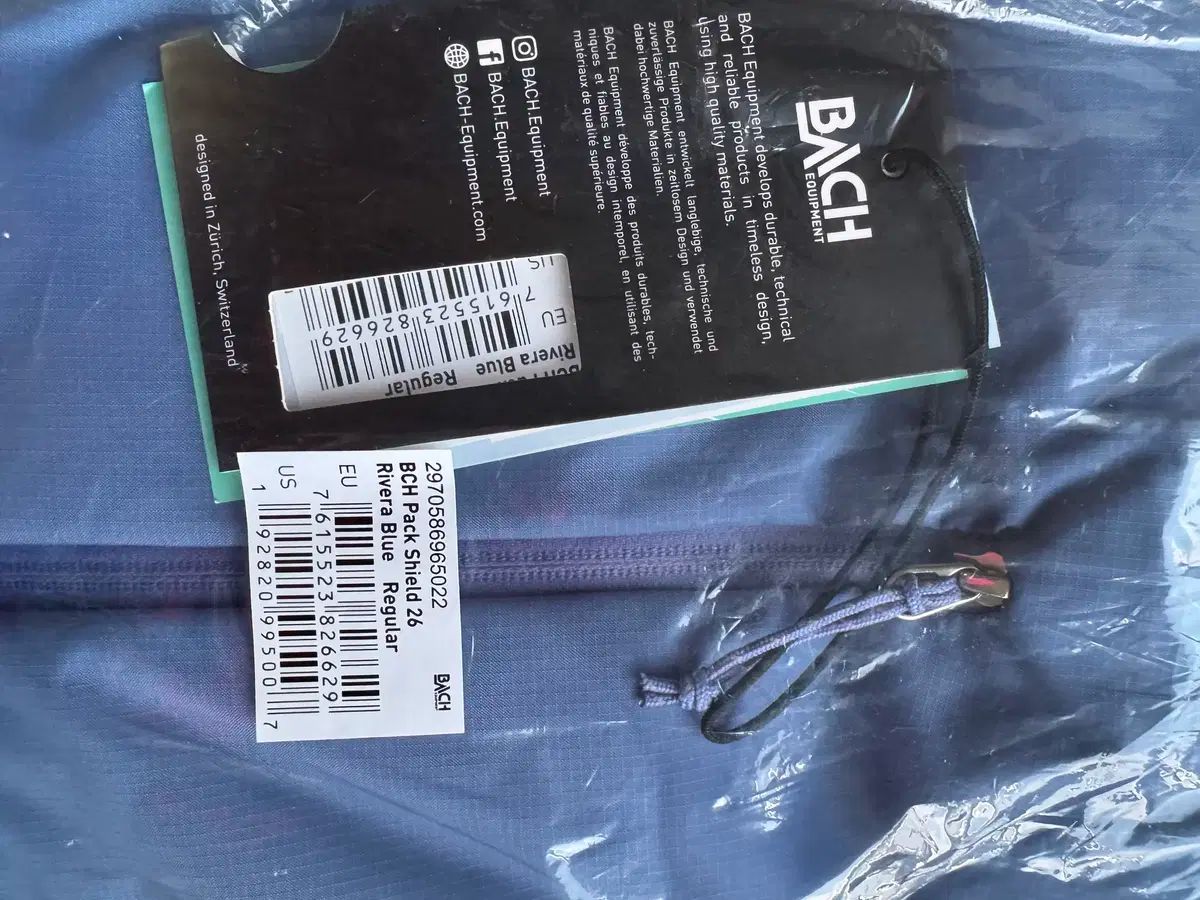 BACH
EQUIPMENT
BACH Equipment develops durable, technical
and reliable products in timeless design,
using high quality materials.
BACH Equipment entwickelt langlebige, technische und
zuverlässige Produkte in zeitlosem Design und verwendet
dabei hochwertige Materialien.
BACH Equipment développe des produits durables, tech-
niques et fiables au design intemporel, en utilisant des
matériaux de qualité supérieure.
BACH.Equipment
BACH.Equipment
BACH-Equipment.com
designed in Zürich, Switzerland
Rivera Blue Regular
EU
7 615523 826629
US
2970586965022
BCH Pack Shield 26
Rivera Blue Regular
EU
7 615523 826629
US
1 92820 99500 7
BACH